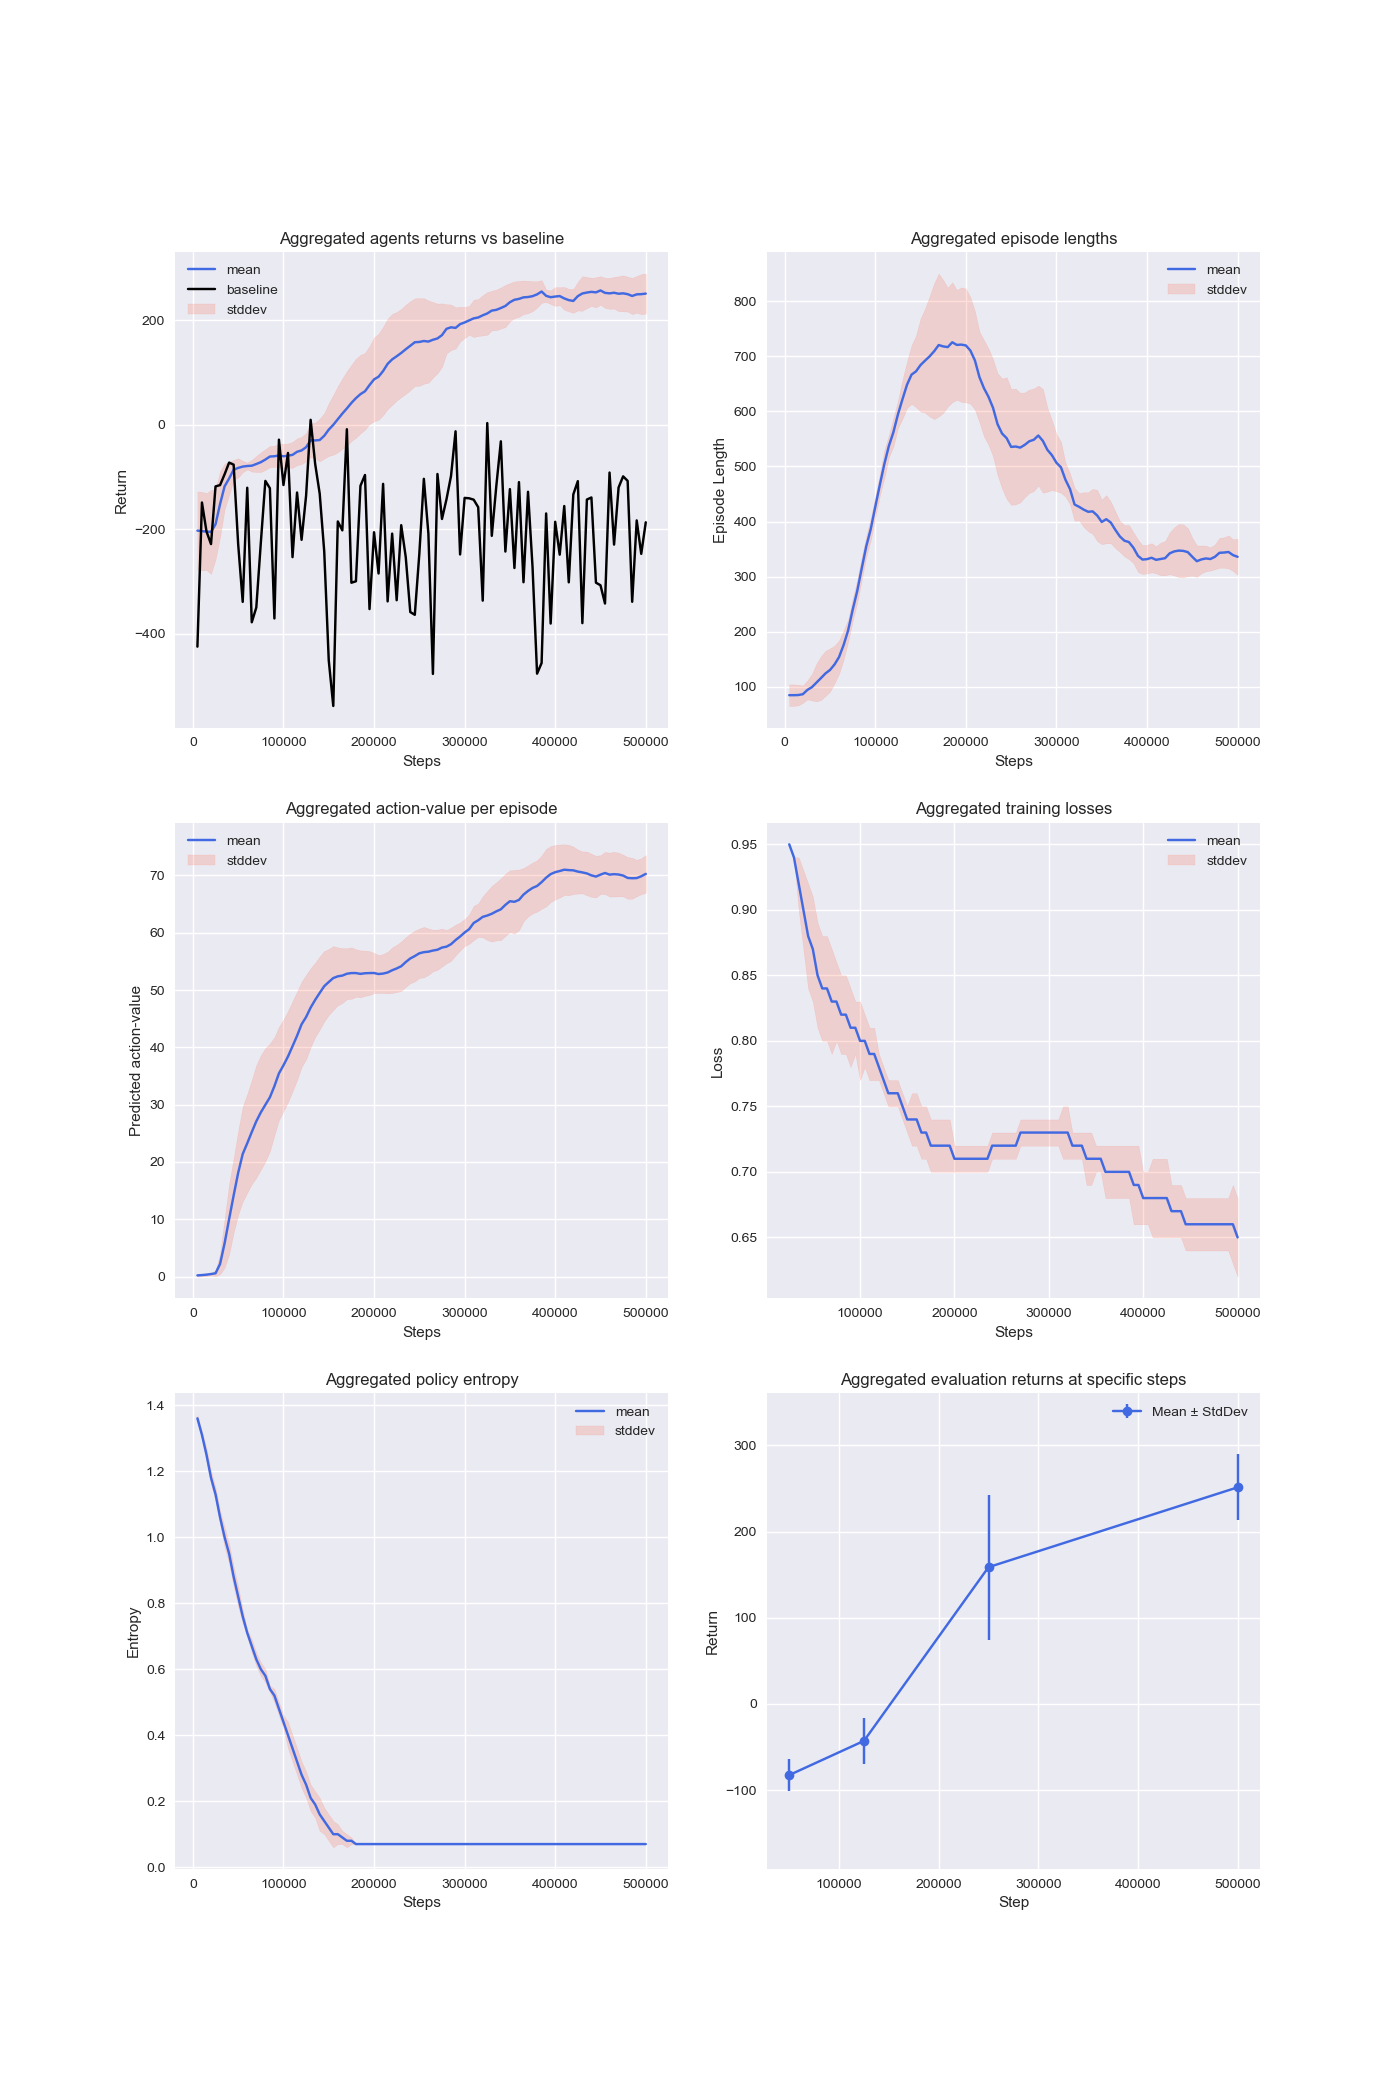 Aggregated agents returns vs baseline
mean
baseline
stddev
200
0
−200
−400
Return
0 100000 200000 300000 400000 500000
Steps
Aggregated episode lengths
mean
stddev
800
700
600
500
400
300
200
100
Episode Length
0 100000 200000 300000 400000 500000
Steps
Aggregated action-value per episode
mean
stddev
70
60
50
40
30
20
10
0
Predicted action-value
0 100000 200000 300000 400000 500000
Steps
Aggregated training losses
mean
stddev
0.95
0.90
0.85
0.80
0.75
0.70
0.65
Loss
100000 200000 300000 400000 500000
Steps
Aggregated policy entropy
mean
stddev
1.4
1.2
1.0
0.8
0.6
0.4
0.2
0.0
Entropy
0 100000 200000 300000 400000 500000
Steps
Aggregated evaluation returns at specific steps
Mean ± StdDev
300
200
100
0
−100
Return
100000 200000 300000 400000 500000
Step